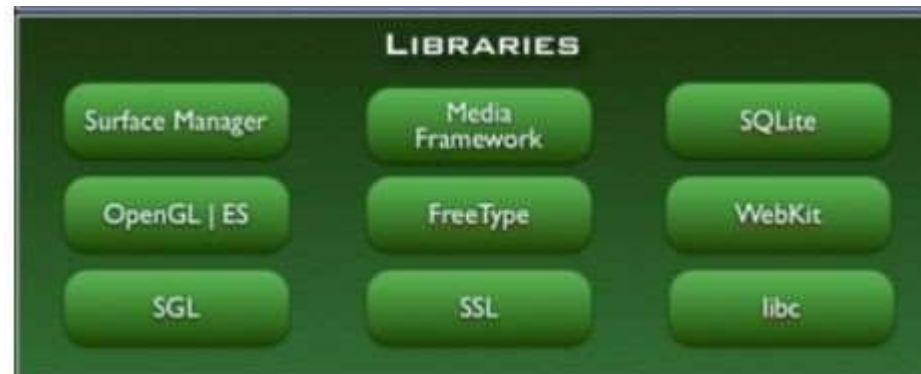 LIBRARIES
Surface Manager
Media
Framework
SQLite
OpenGL | ES
FreeType
WebKit
SGL
SSL
libc